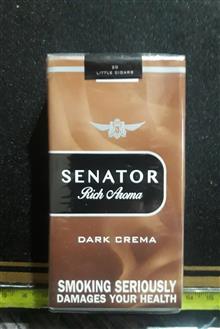 20
LITTLE CIGARS
SENATOR
Rich Aroma
DARK CREMA
SMOKING SERIOUSLY
DAMAGES YOUR HEALTH